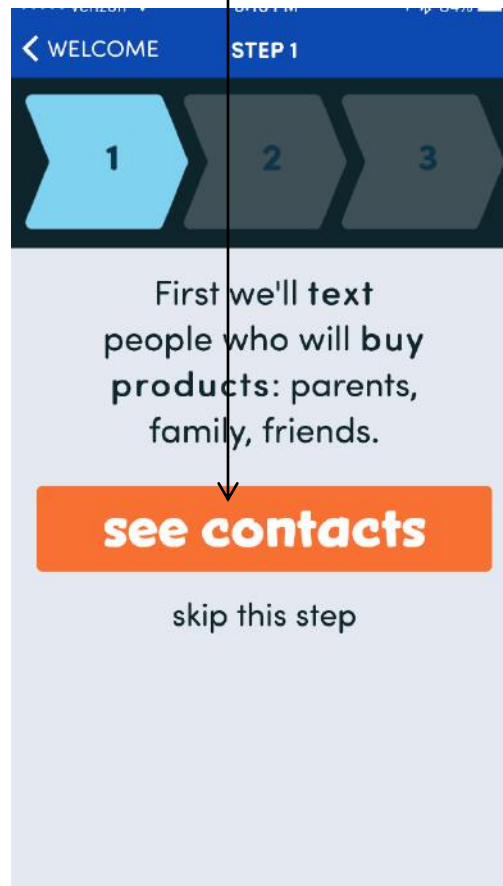 WELCOME STEP 1
1 2 3
First we'll text
people who will buy
products: parents,
family, friends.
see contacts
skip this step